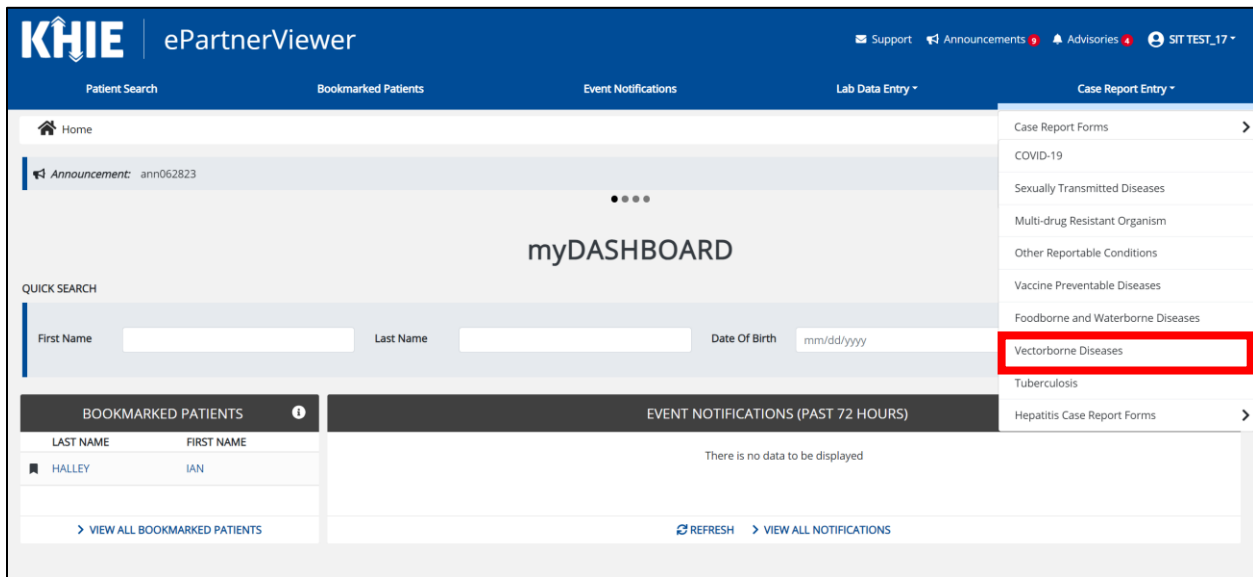 KHIE ePartnerViewer
Support Announcements 9 Advisories 4 SIT TEST_17
Patient Search Bookmarked Patients Event Notifications Lab Data Entry Case Report Entry
Home
Announcement: ann062823
myDASHBOARD
QUICK SEARCH
First Name Last Name Date Of Birth mm/dd/yyyy
Case Report Forms
COVID-19
Sexually Transmitted Diseases
Multi-drug Resistant Organism
Other Reportable Conditions
Vaccine Preventable Diseases
Foodborne and Waterborne Diseases
Vectorborne Diseases
Tuberculosis
Hepatitis Case Report Forms
BOOKMARKED PATIENTS
LAST NAME FIRST NAME
HALLEY IAN
VIEW ALL BOOKMARKED PATIENTS
EVENT NOTIFICATIONS (PAST 72 HOURS)
There is no data to be displayed
REFRESH VIEW ALL NOTIFICATIONS